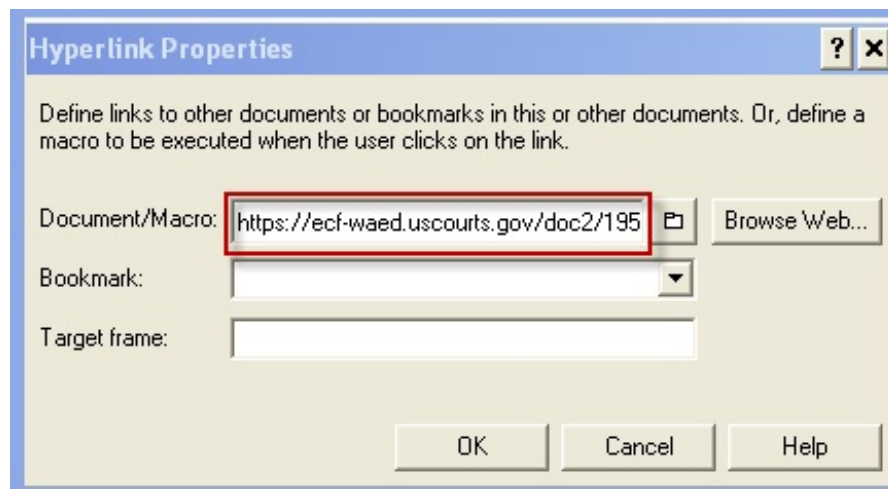 Hyperlink Properties
Define links to other documents or bookmarks in this or other documents. Or, define a
macro to be executed when the user clicks on the link.
Document/Macro: https://ecf-waed.uscourts.gov/doc2/195 Browse Web...
Bookmark:
Target frame:
OK Cancel Help